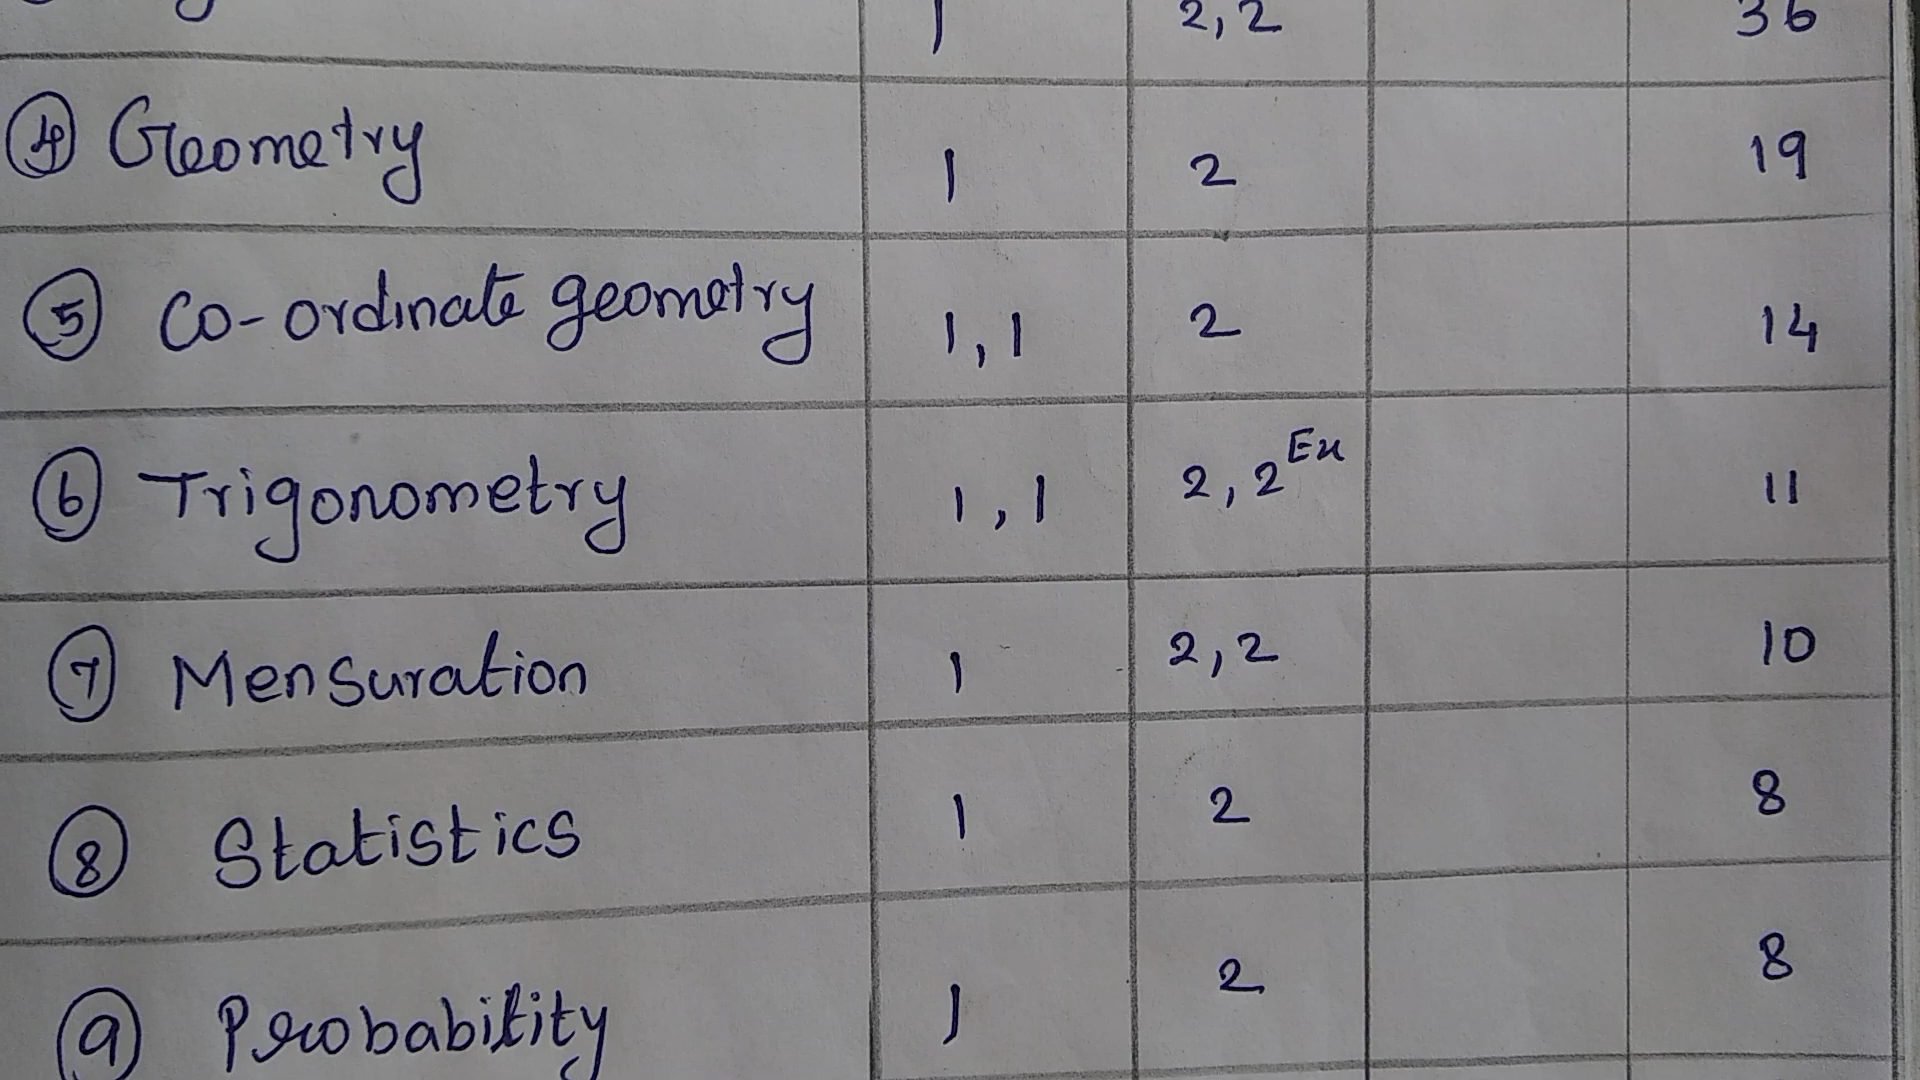 1 2,2 36
4 Geometry 1 2 19
5 Co-ordinate geometry 1,1 2 14
6 Trigonometry 1,1 2,2 Ex 11
7 Mensuration 1 2,2 10
8 Statistics 1 2 8
9 Probability 1 2 8